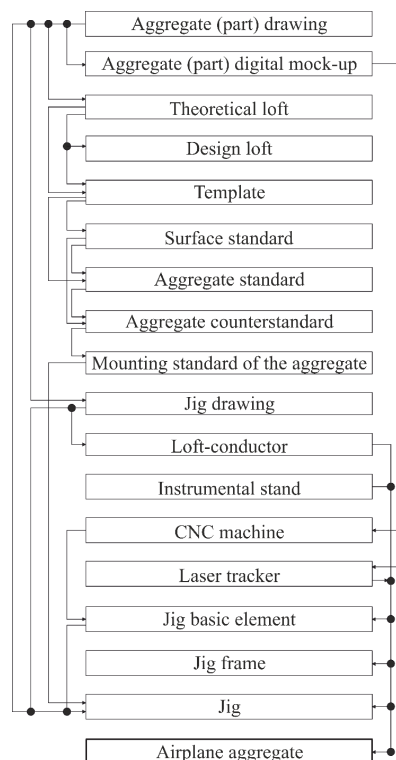 Aggregate (part) drawing
Aggregate (part) digital mock-up
Theoretical loft
Design loft
Template
Surface standard
Aggregate standard
Aggregate counterstandard
Mounting standard of the aggregate
Jig drawing
Loft-conductor
Instrumental stand
CNC machine
Laser tracker
Jig basic element
Jig frame
Jig
Airplane aggregate